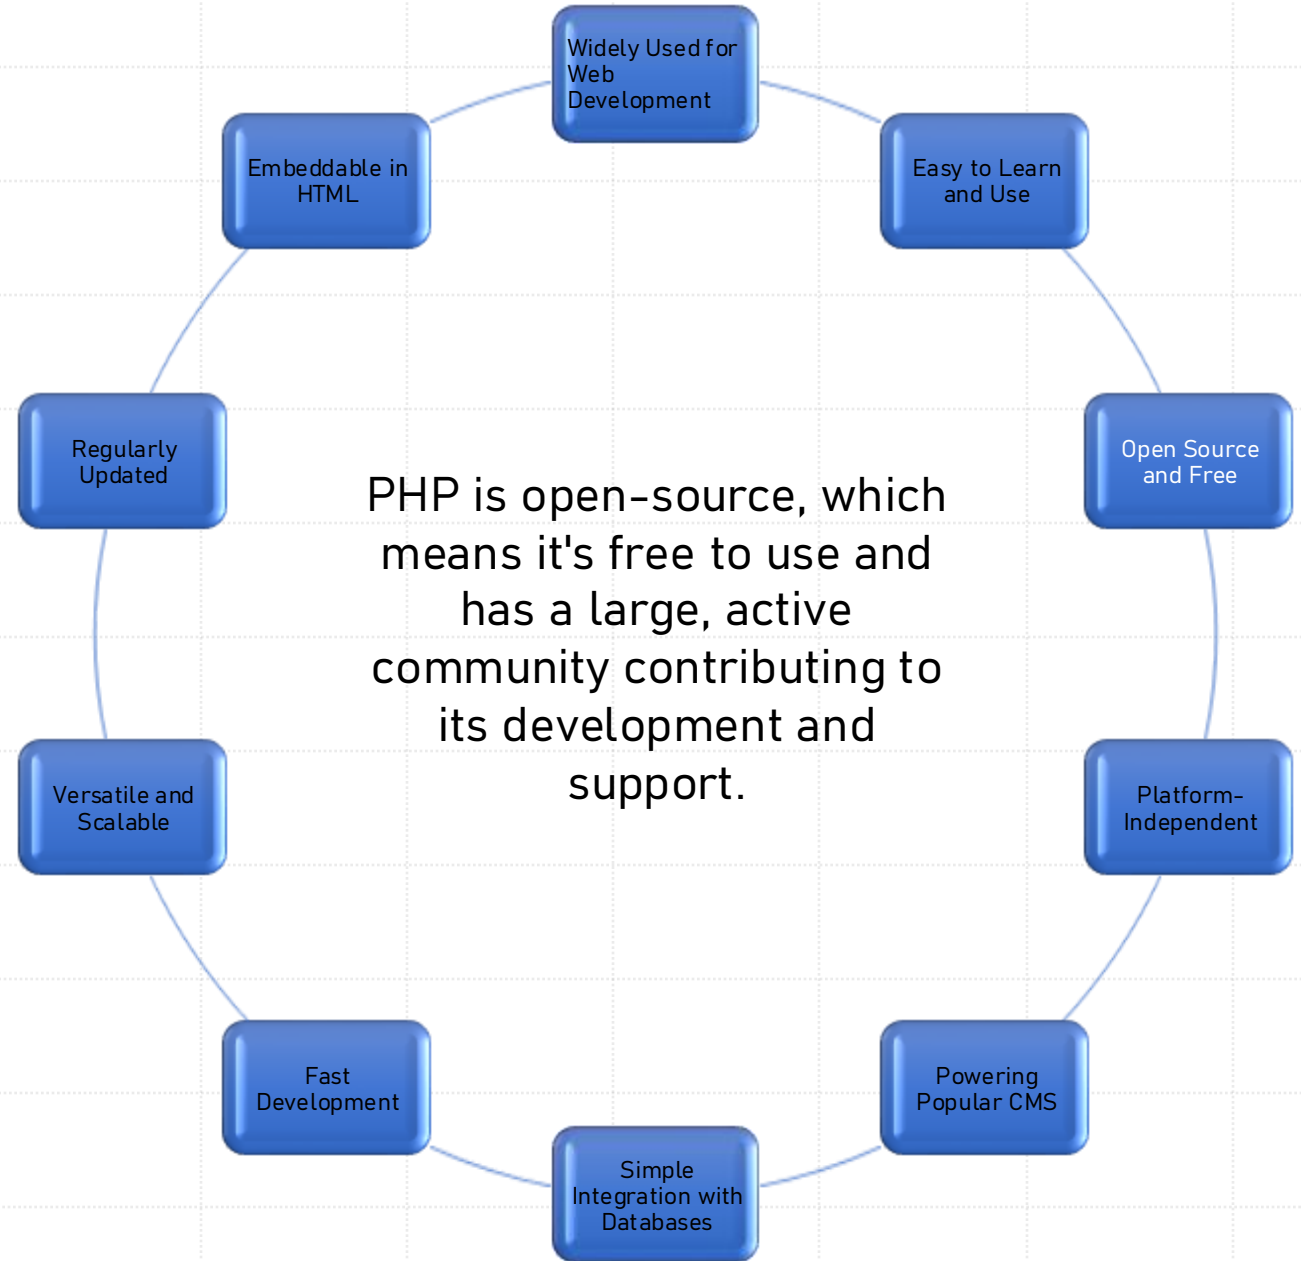 Widely Used for
Web
Development
Easy to Learn
and Use
Open Source
and Free
Platform-
Independent
Powering
Popular CMS
Simple
Integration with
Databases
Fast
Development
Versatile and
Scalable
Regularly
Updated
Embeddable in
HTML
PHP is open-source, which
means it's free to use and
has a large, active
community contributing to
its development and
support.